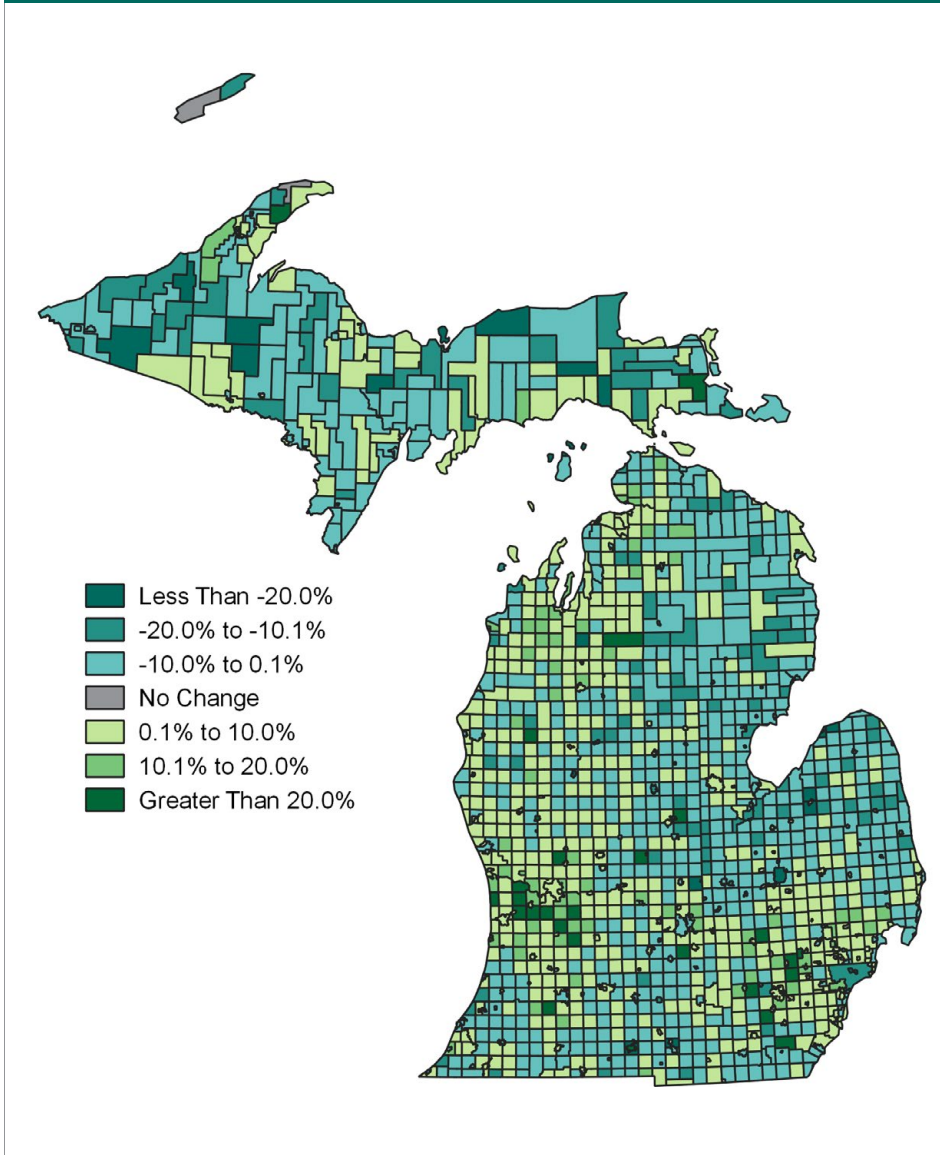 Less Than -20.0%
-20.0% to -10.1%
-10.0% to 0.1%
No Change
0.1% to 10.0%
10.1% to 20.0%
Greater Than 20.0%